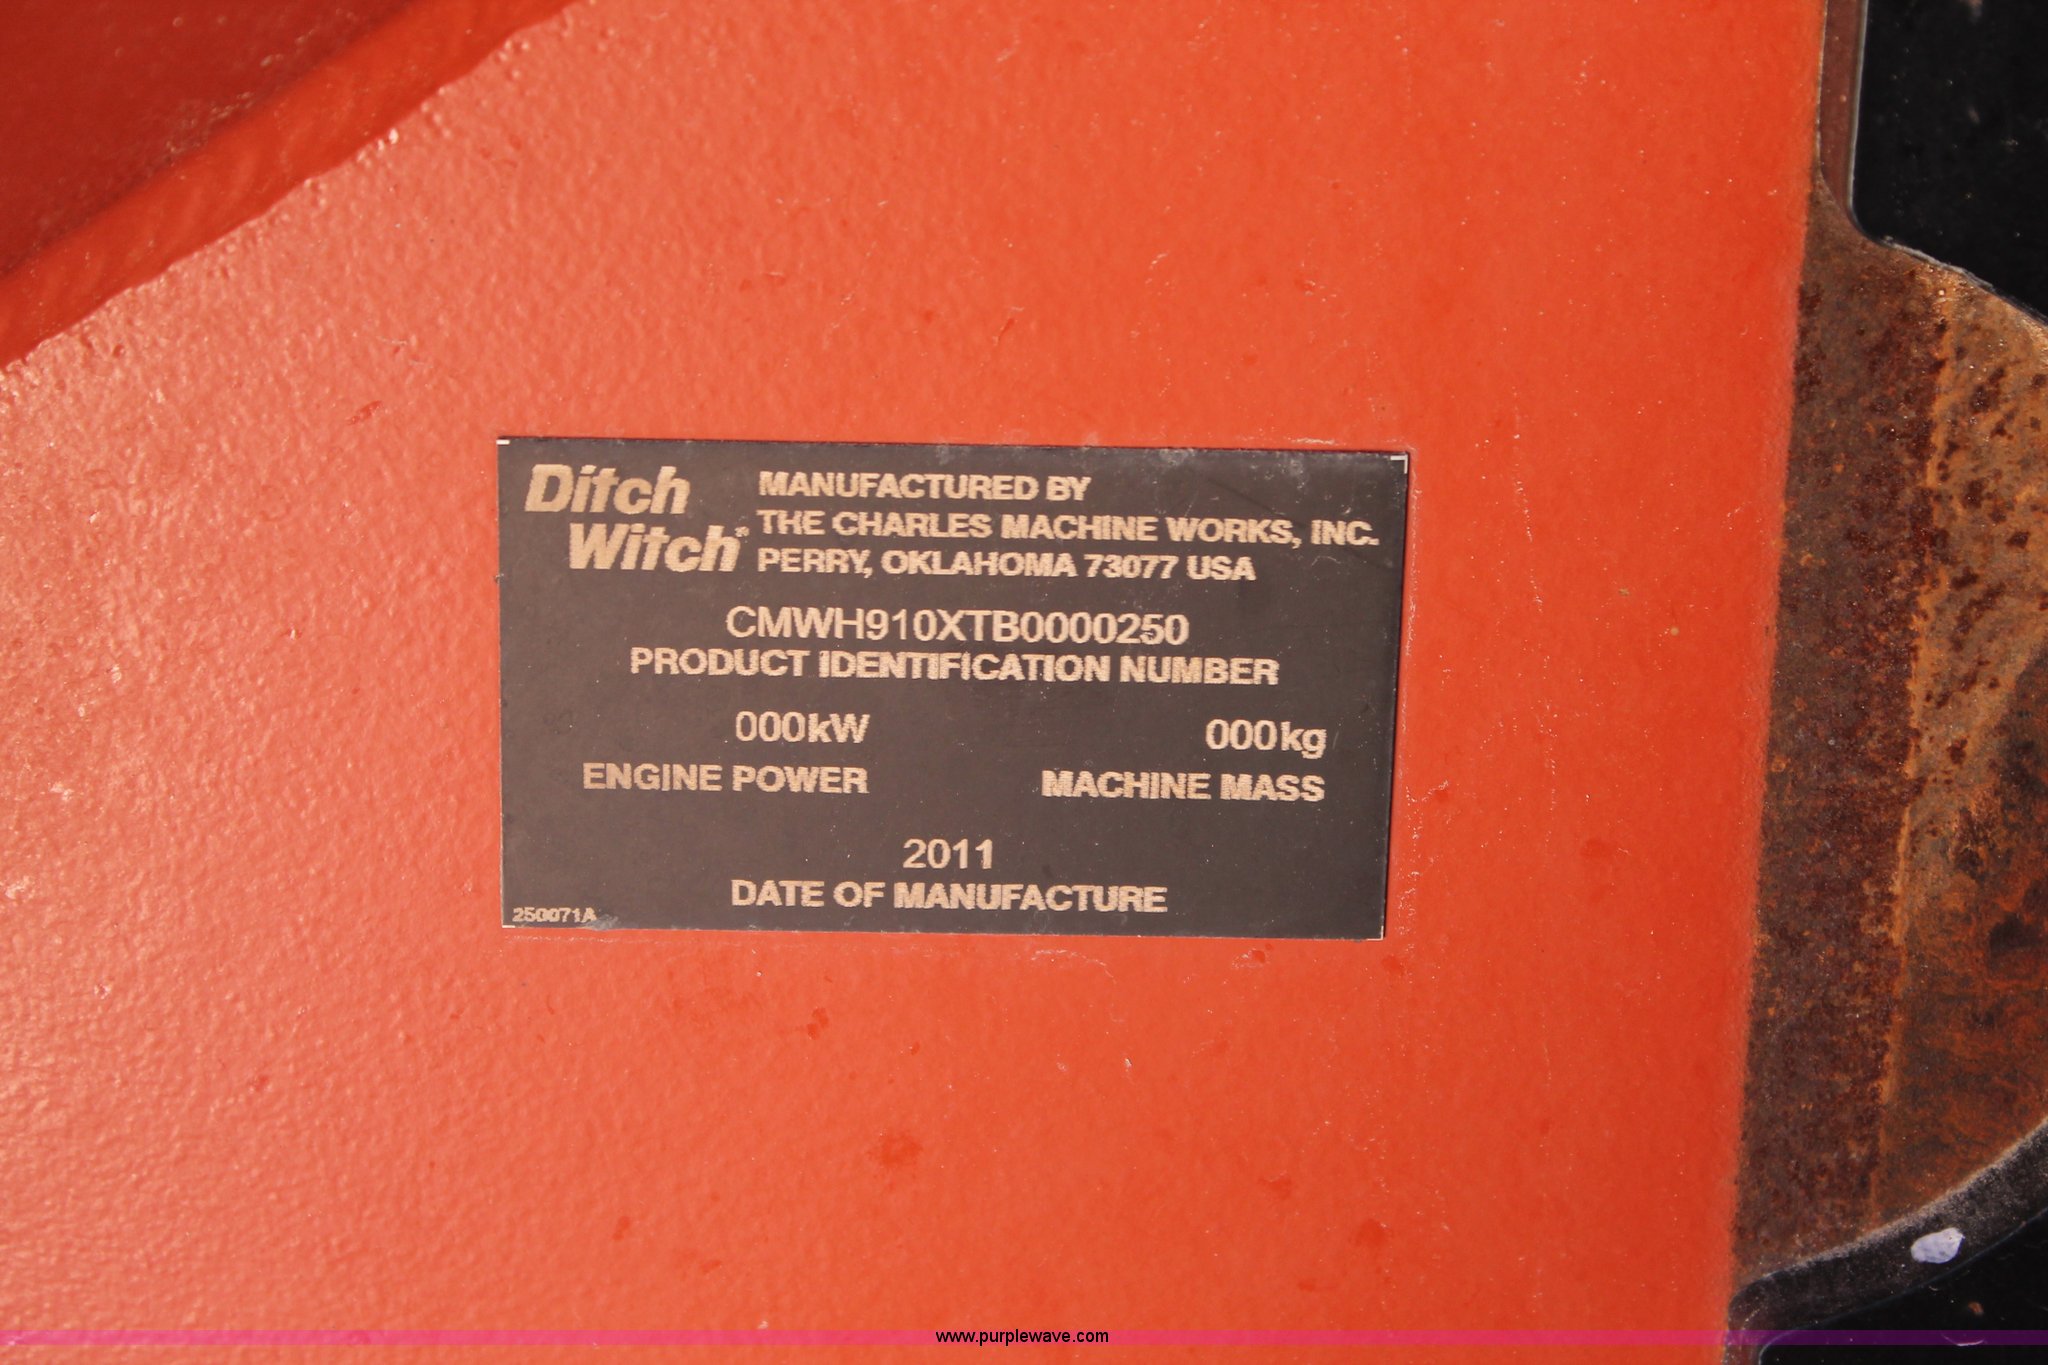 Ditch
Witch®
MANUFACTURED BY
THE CHARLES MACHINE WORKS, INC.
PERRY, OKLAHOMA 73077 USA
CMWH910XTB0000250
PRODUCT IDENTIFICATION NUMBER
000kW 000kg
ENGINE POWER MACHINE MASS
2011
DATE OF MANUFACTURE
250071A
www.purplewave.com